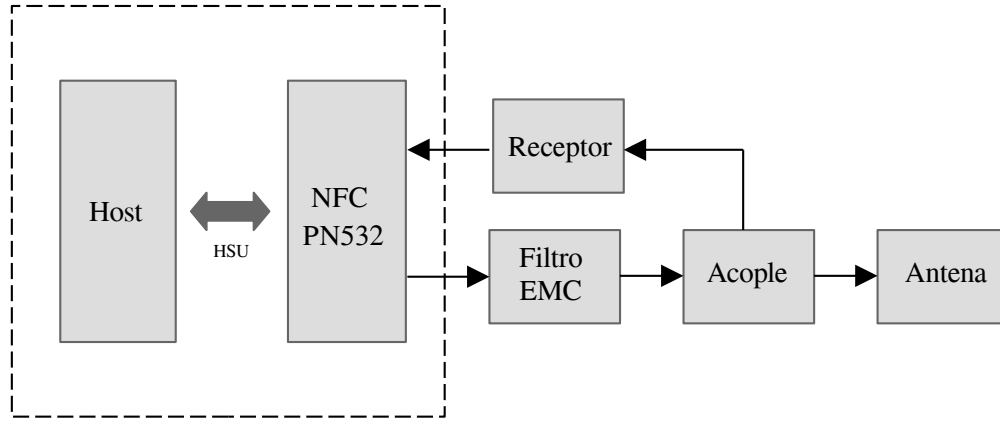 Host
HSU
NFC
PN532
Receptor
Filtro
EMC
Acople
Antena